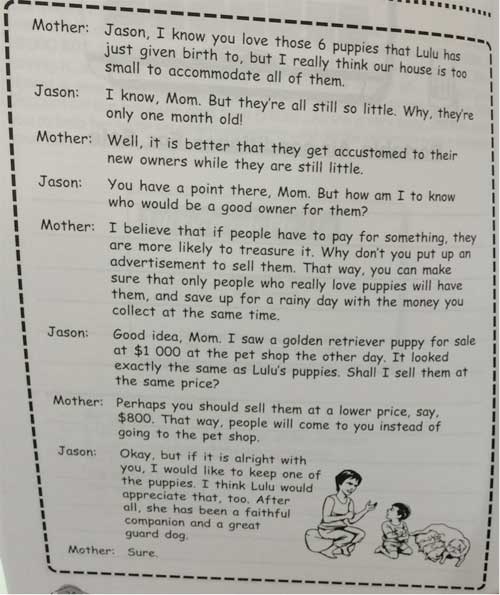 Mother: Jason, I know you love those 6 puppies that Lulu has
just given birth to, but I really think our house is too
small to accommodate all of them.
Jason: I know, Mom. But they're all still so little. Why, they're
only one month old!
Mother: Well, it is better that they get accustomed to their
new owners while they are still little.
Jason: You have a point there, Mom. But how am I to know
who would be a good owner for them?
Mother: I believe that if people have to pay for something, they
are more likely to treasure it. Why don't you put up an
advertisement to sell them. That way, you can make
sure that only people who really love puppies will have
them, and save up for a rainy day with the money you
collect at the same time.
Jason: Good idea, Mom. I saw a golden retriever puppy for sale
at $1 000 at the pet shop the other day. It looked
exactly the same as Lulu's puppies. Shall I sell them at
the same price?
Mother: Perhaps you should sell them at a lower price, say,
$800. That way, people will come to you instead of
going to the pet shop.
Jason: Okay, but if it is alright with
you, I would like to keep one of
the puppies. I think Lulu would
appreciate that, too. After
all, she has been a faithful
companion and a great
guard dog.
Mother: Sure.